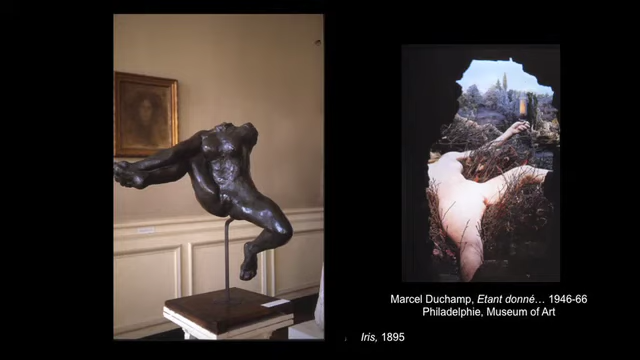 Marcel Duchamp, Etant donné… 1946-66
Philadelphie, Museum of Art
Iris, 1895